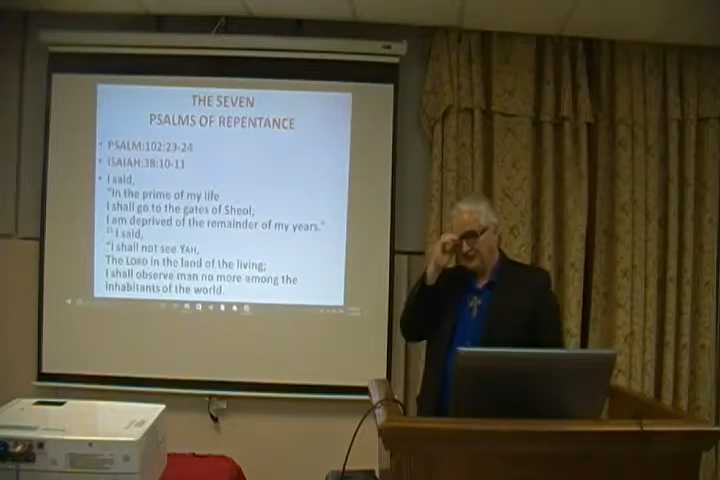 THE SEVEN
PSALMS OF REPENTANCE
• PSALM:102:23-24
• ISAIAH:38:10-11
• I said,
"In the prime of my life
I shall go to the gates of Sheol;
I am deprived of the remainder of my years."
11 I said,
"I shall not see YAH,
The LORD in the land of the living;
I shall observe man no more among the
inhabitants of the world.